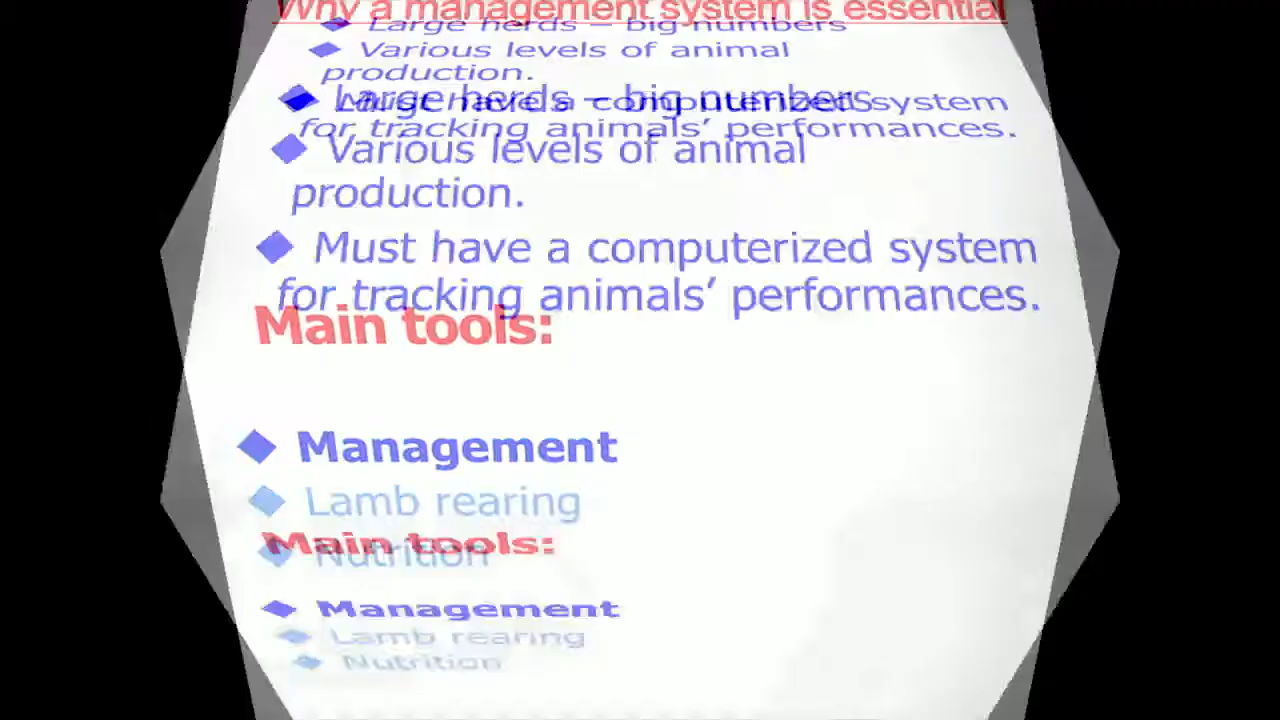 Why a management system is essential
◆ Large herds – big numbers
◆ Various levels of animal
production.
◆ Must have a computerized system
for tracking animals’ performances.
◆ Large herds – big numbers
◆ Various levels of animal
production.
◆ Must have a computerized system
for tracking animals’ performances.
Main tools:
◆ Management
◆ Lamb rearing
◆ Nutrition
Main tools:
◆ Management
◆ Lamb rearing
◆ Nutrition